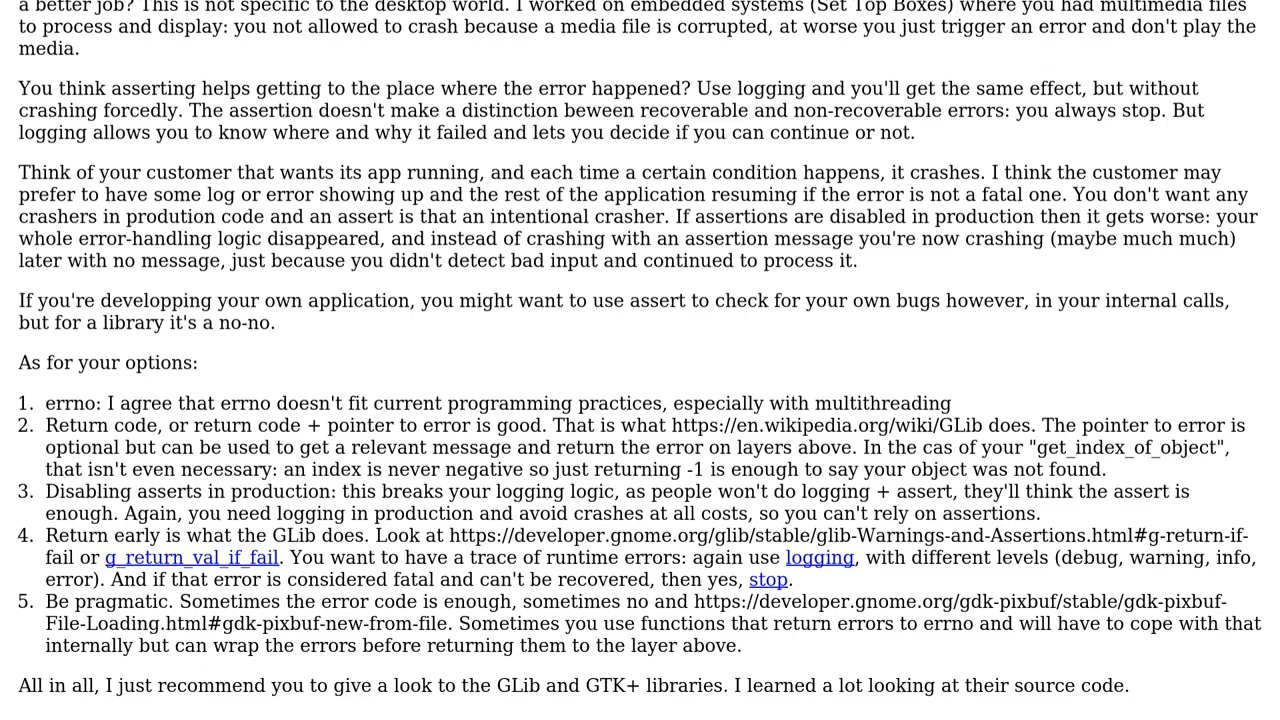 a better job? This is not specific to the desktop world. I worked on embedded systems (Set Top Boxes) where you had multimedia files
to process and display: you not allowed to crash because a media file is corrupted, at worse you just trigger an error and don't play the
media.
You think asserting helps getting to the place where the error happened? Use logging and you'll get the same effect, but without
crashing forcedly. The assertion doesn't make a distinction beween recoverable and non-recoverable errors: you always stop. But
logging allows you to know where and why it failed and lets you decide if you can continue or not.
Think of your customer that wants its app running, and each time a certain condition happens, it crashes. I think the customer may
prefer to have some log or error showing up and the rest of the application resuming if the error is not a fatal one. You don't want any
crashers in prodution code and an assert is that an intentional crasher. If assertions are disabled in production then it gets worse: your
whole error-handling logic disappeared, and instead of crashing with an assertion message you're now crashing (maybe much much)
later with no message, just because you didn't detect bad input and continued to process it.
If you're developping your own application, you might want to use assert to check for your own bugs however, in your internal calls,
but for a library it's a no-no.
As for your options:
1. errno: I agree that errno doesn't fit current programming practices, especially with multithreading
2. Return code, or return code + pointer to error is good. That is what https://en.wikipedia.org/wiki/GLib does. The pointer to error is
optional but can be used to get a relevant message and return the error on layers above. In the cas of your "get_index_of_object",
that isn't even necessary: an index is never negative so just returning -1 is enough to say your object was not found.
3. Disabling asserts in production: this breaks your logging logic, as people won't do logging + assert, they'll think the assert is
enough. Again, you need logging in production and avoid crashes at all costs, so you can't rely on assertions.
4. Return early is what the GLib does. Look at https://developer.gnome.org/glib/stable/glib-Warnings-and-Assertions.html#g-return-if-
fail or g_return_val_if_fail. You want to have a trace of runtime errors: again use logging, with different levels (debug, warning, info,
error). And if that error is considered fatal and can't be recovered, then yes, stop.
5. Be pragmatic. Sometimes the error code is enough, sometimes no and https://developer.gnome.org/gdk-pixbuf/stable/gdk-pixbuf-
File-Loading.html#gdk-pixbuf-new-from-file. Sometimes you use functions that return errors to errno and will have to cope with that
internally but can wrap the errors before returning them to the layer above.
All in all, I just recommend you to give a look to the GLib and GTK+ libraries. I learned a lot looking at their source code.